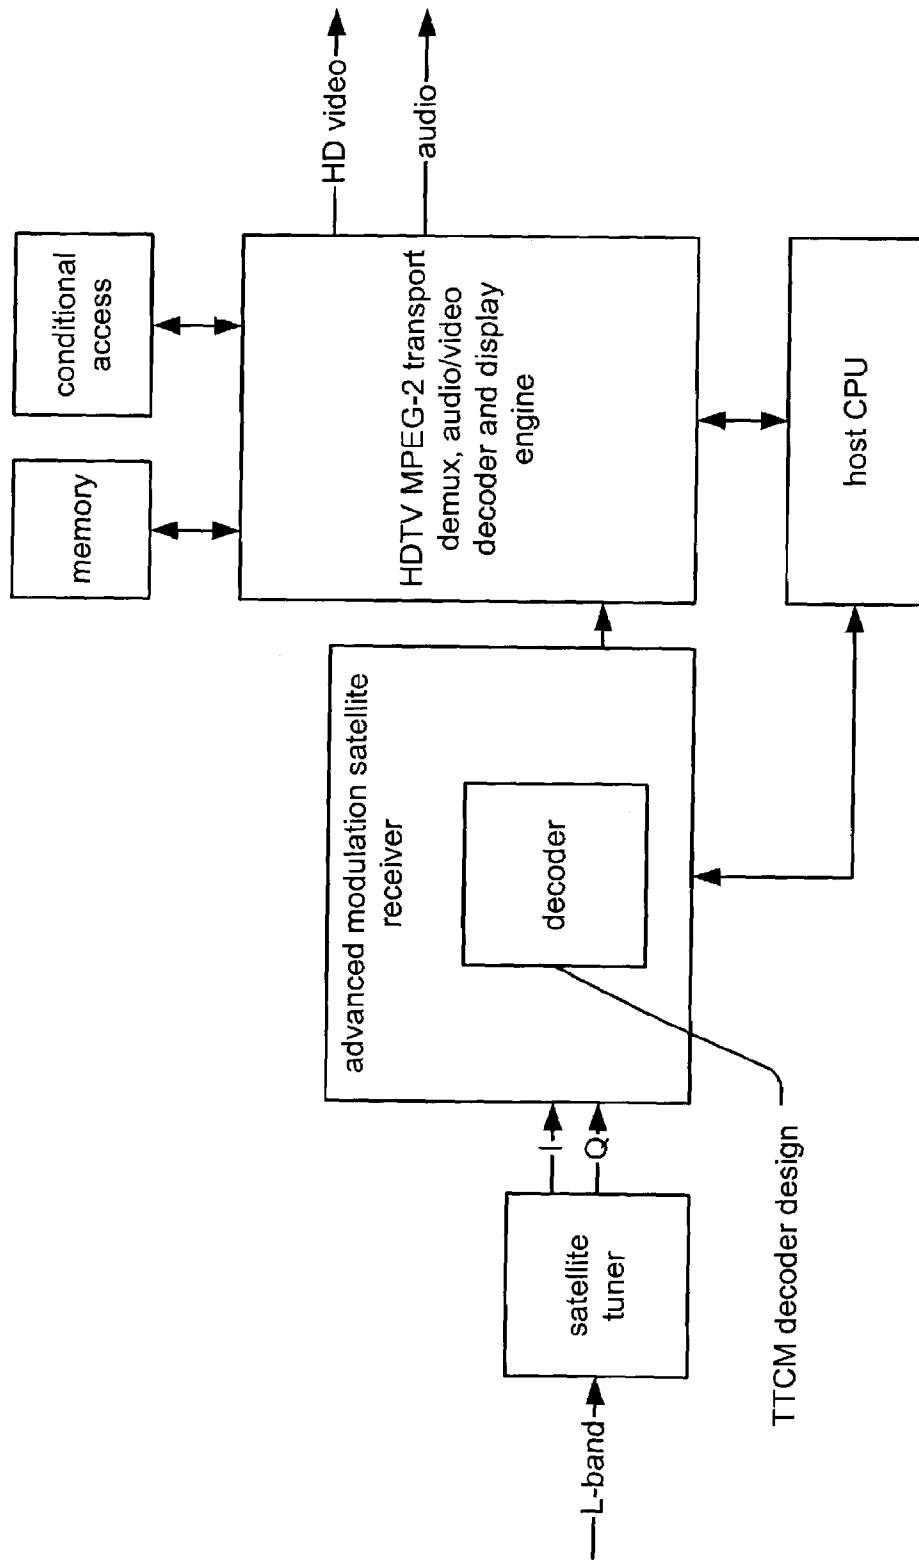 L-band
satellite
tuner
I
Q
advanced modulation satellite
receiver
decoder
TTCM decoder design
memory
conditional
access
HDTV MPEG-2 transport
demux, audio/video
decoder and display
engine
HD video
audio
host CPU